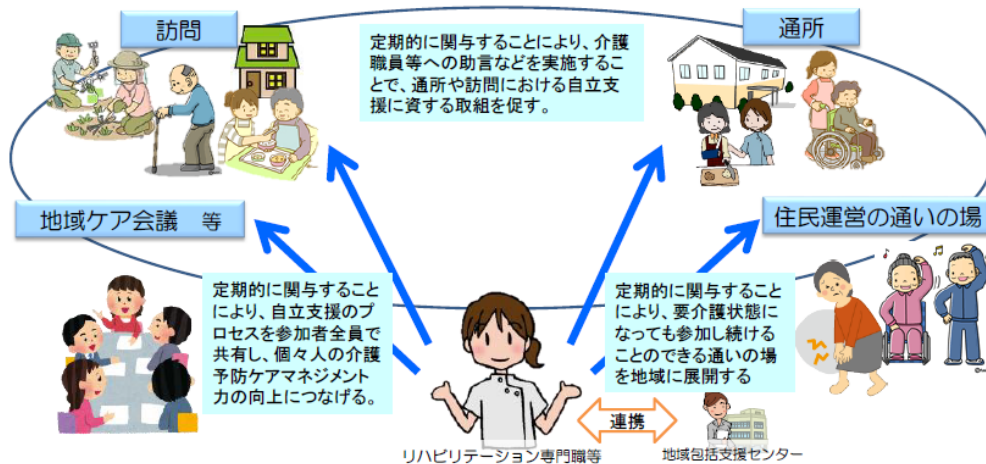 訪問
通所
定期的に関与することにより、介護
職員等への助言などを実施するこ
とで、通所や訪問における自立支
援に資する取組を促す。
地域ケア会議　等
住民運営の通いの場
定期的に関与すること
により、自立支援のプ
ロセスを参加者全員で
共有し、個々人の介護
予防ケアマネジメント
力の向上につなげる。
定期的に関与すること
により、要介護状態に
なっても参加し続ける
ことのできる通いの場
を地域に展開する
連携
リハビリテーション専門職等
地域包括支援センター